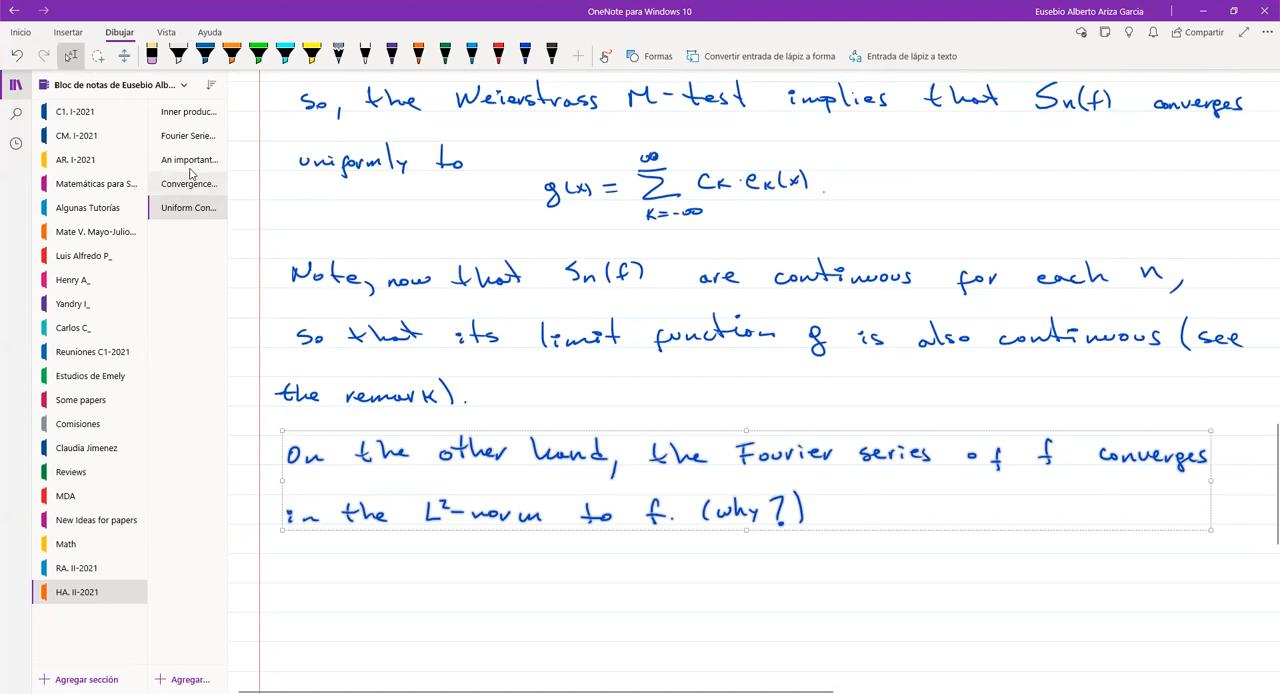 OneNote para Windows 10
Eusebio Alberto Ariza Garcia
Inicio
Insertar
Dibujar
Vista
Ayuda
Compartir
Formas
Convertir entrada de lápiz a forma
Entrada de lápiz a texto
Bloc de notas de Eusebio Alb...
C1. I-2021
CM. I-2021
AR. I-2021
Matemáticas para S...
Algunas Tutorías
Mate V. Mayo-Julio...
Luis Alfredo P_
Henry A_
Yandry I_
Carlos C_
Reuniones C1-2021
Estudios de Emely
Some papers
Comisiones
Claudia Jimenez
Reviews
MDA
New Ideas for papers
Math
RA. II-2021
HA. II-2021
Agregar sección
Inner produc...
Fourier Serie...
An important...
Convergence...
Uniform Con...
Agregar...
So, the Weierstrass M-test implies that Sn(f) converges
uniformly to
g(x) = ∞ ∑ k=-∞ Ck · ek(x).
Note, now that Sn(f) are continuous for each n,
so that its limit function g is also continuous (see
the remark).
On the other hand, the Fourier series of f converges
in the L²-norm to f. (why?)